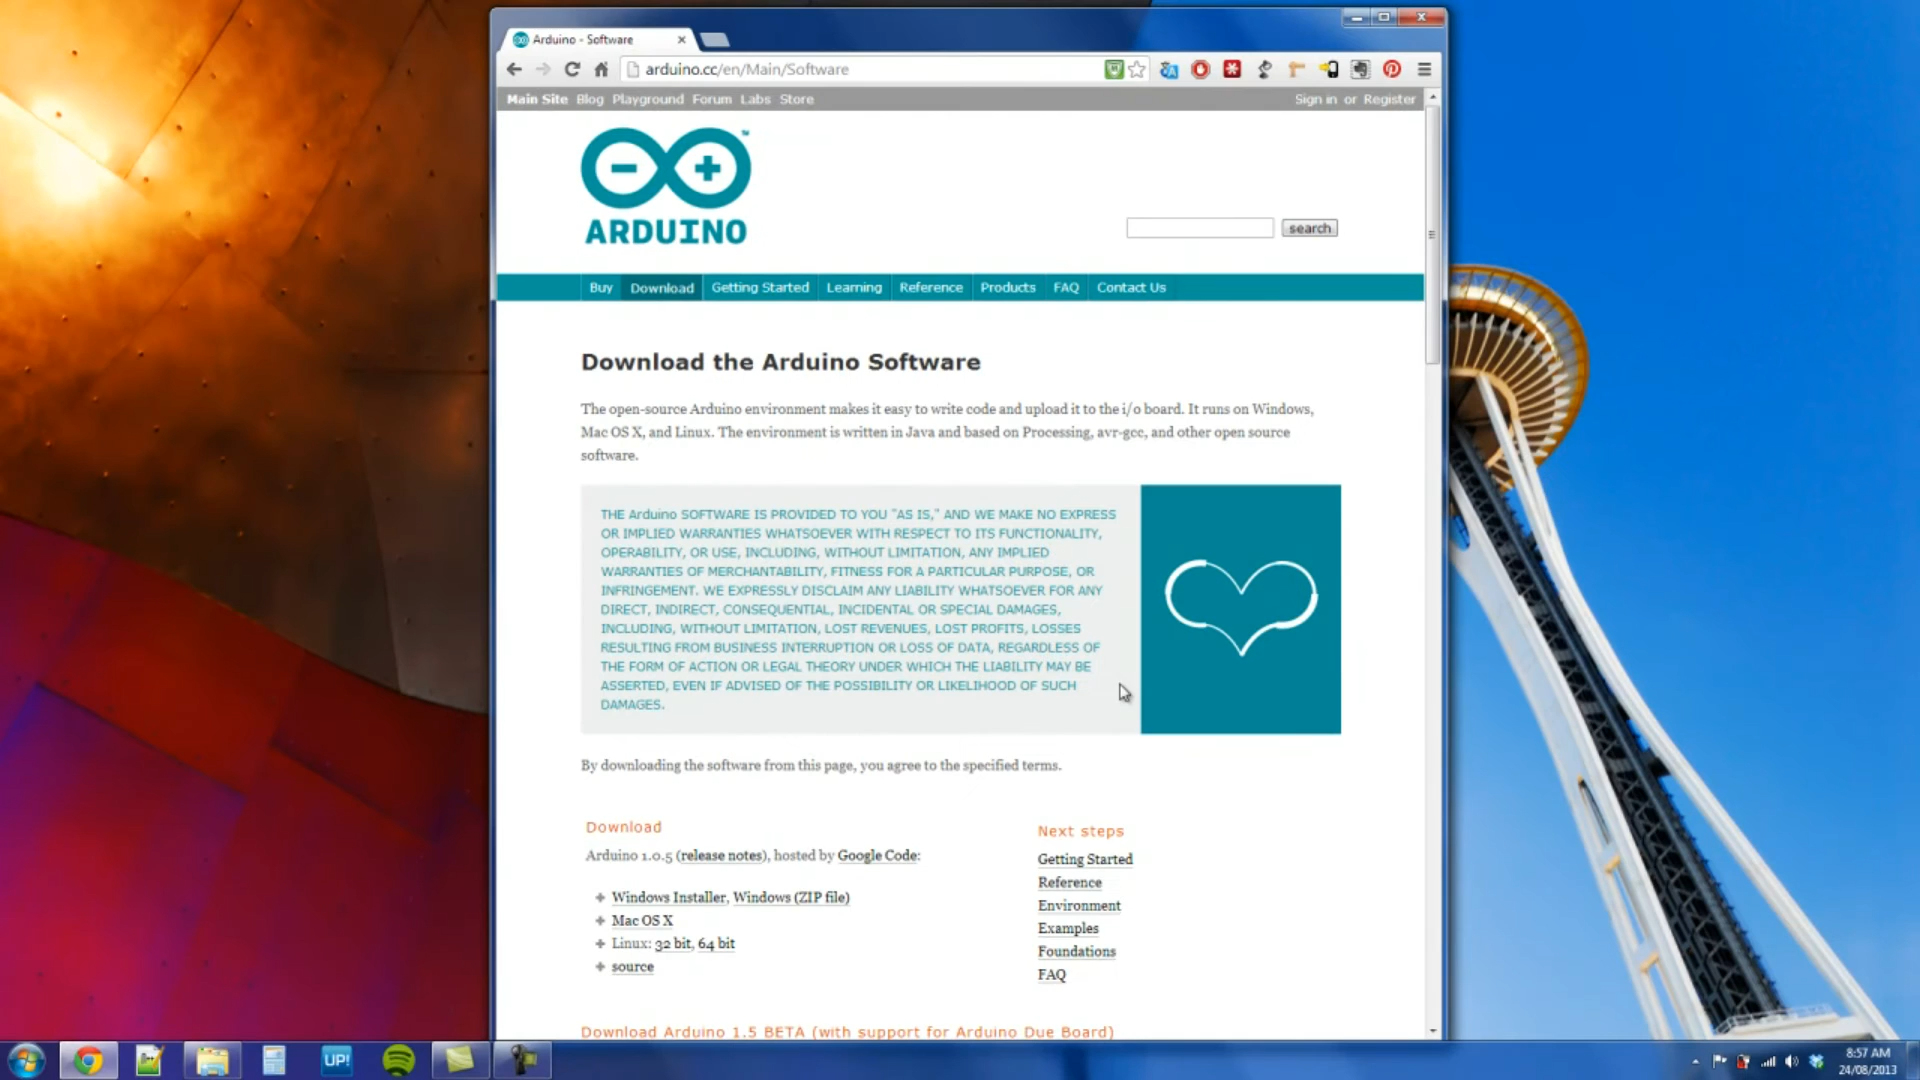 Arduino - Software
arduino.cc/en/Main/Software
Main Site Blog Playground Forum Labs Store
Sign in or Register
ARDUINO
search
Buy Download Getting Started Learning Reference Products FAQ Contact Us
Download the Arduino Software
The open-source Arduino environment makes it easy to write code and upload it to the i/o board. It runs on Windows,
Mac OS X, and Linux. The environment is written in Java and based on Processing, avr-gcc, and other open source
software.
THE Arduino SOFTWARE IS PROVIDED TO YOU "AS IS," AND WE MAKE NO EXPRESS
OR IMPLIED WARRANTIES WHATSOEVER WITH RESPECT TO ITS FUNCTIONALITY,
OPERABILITY, OR USE, INCLUDING, WITHOUT LIMITATION, ANY IMPLIED
WARRANTIES OF MERCHANTABILITY, FITNESS FOR A PARTICULAR PURPOSE, OR
INFRINGEMENT. WE EXPRESSLY DISCLAIM ANY LIABILITY WHATSOEVER FOR ANY
DIRECT, INDIRECT, CONSEQUENTIAL, INCIDENTAL OR SPECIAL DAMAGES,
INCLUDING, WITHOUT LIMITATION, LOST REVENUES, LOST PROFITS, LOSSES
RESULTING FROM BUSINESS INTERRUPTION OR LOSS OF DATA, REGARDLESS OF
THE FORM OF ACTION OR LEGAL THEORY UNDER WHICH THE LIABILITY MAY BE
ASSERTED, EVEN IF ADVISED OF THE POSSIBILITY OR LIKELIHOOD OF SUCH
DAMAGES.
By downloading the software from this page, you agree to the specified terms.
Download
Arduino 1.0.5 (release notes), hosted by Google Code:
Windows Installer, Windows (ZIP file)
Mac OS X
Linux: 32 bit, 64 bit
source
Next steps
Getting Started
Reference
Environment
Examples
Foundations
FAQ
Download Arduino 1.5 BETA (with support for Arduino Due Board)
UP!
8:57 AM
24/08/2013